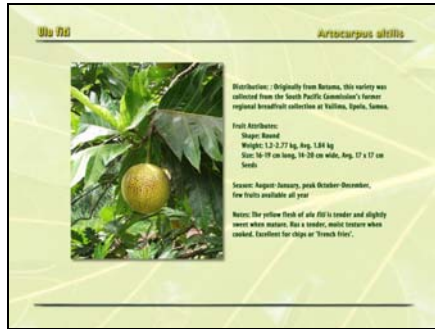 Ulu fiti
Artocarpus altilis
Distribution: : Originally from Rotuma, this variety was
collected from the South Pacific Commission's former
regional breadfruit collection at Vailima, Upolu, Samoa.
Fruit Attributes:
Shape: Round
Weight: 1.2-2.77 kg, Avg. 1.84 kg
Size: 16-19 cm long, 14-20 cm wide, Avg. 17 x 17 cm
Seeds
Season: August-January, peak October-December,
few fruits available all year
Notes: The yellow flesh of ulu fiti is tender and slightly
sweet when mature. Has a tender, moist texture when
cooked. Excellent for chips or 'french fries'.